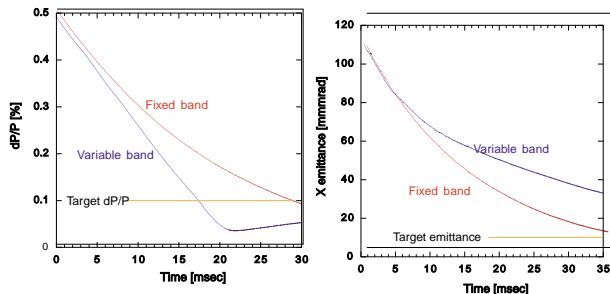 0.5
0.4
0.3
0.2
0.1
0
dP/P [%]
Fixed band
Variable band
Target dP/P
0 5 10 15 20 25 30
Time [msec]
120
100
80
60
40
20
0
X emittance [mmmrad]
Variable band
Fixed band
Target emittance
0 5 10 15 20 25 30 35
Time [msec]